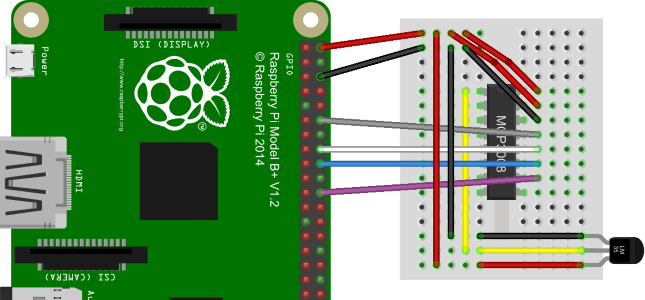 DSI (DISPLAY)
Power
http://www.raspberrypi.org
GPIO
Raspberry Pi Model B+ V1.2
© Raspberry Pi 2014
®
HDMI
CSI (CAMERA)
MCP3008
LM
35